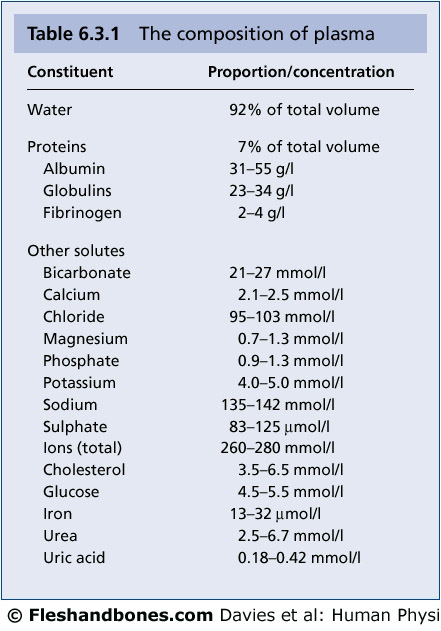 Table 6.3.1 The composition of plasma
Constituent Proportion/concentration
Water 92% of total volume
Proteins 7% of total volume
Albumin 31–55 g/l
Globulins 23–34 g/l
Fibrinogen 2–4 g/l
Other solutes
Bicarbonate 21–27 mmol/l
Calcium 2.1–2.5 mmol/l
Chloride 95–103 mmol/l
Magnesium 0.7–1.3 mmol/l
Phosphate 0.9–1.3 mmol/l
Potassium 4.0–5.0 mmol/l
Sodium 135–142 mmol/l
Sulphate 83–125 μmol/l
Ions (total) 260–280 mmol/l
Cholesterol 3.5–6.5 mmol/l
Glucose 4.5–5.5 mmol/l
Iron 13–32 μmol/l
Urea 2.5–6.7 mmol/l
Uric acid 0.18–0.42 mmol/l
© Fleshandbones.com Davies et al: Human Physi